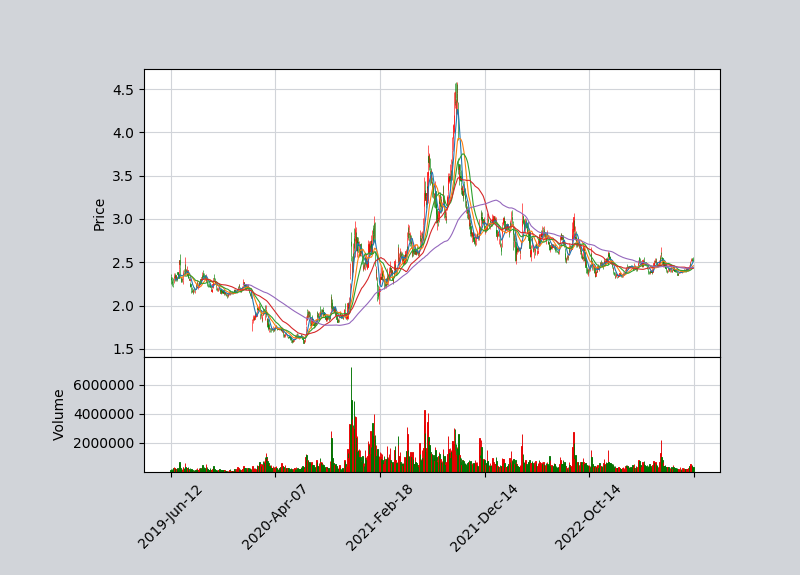 4.5
4.0
3.5
3.0
2.5
2.0
1.5
Price
6000000
4000000
2000000
Volume
2019-Jun-12
2020-Apr-07
2021-Feb-18
2021-Dec-14
2022-Oct-14